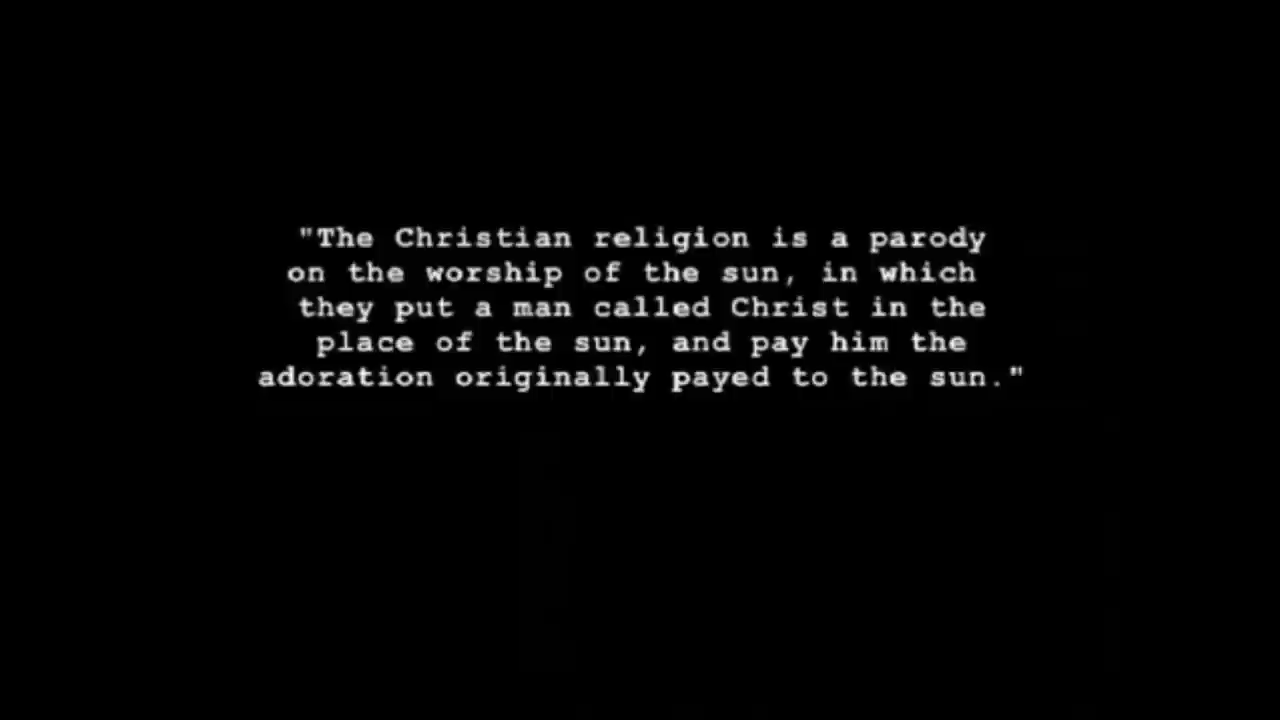 "The Christian religion is a parody
on the worship of the sun, in which
they put a man called Christ in the
place of the sun, and pay him the
adoration originally payed to the sun."